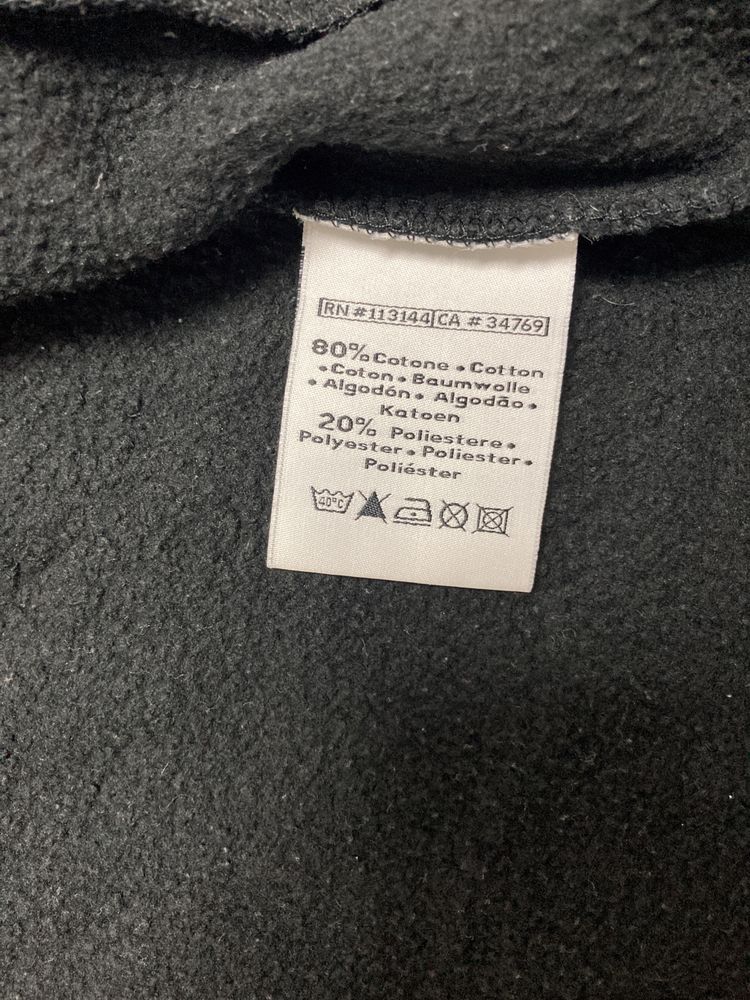 RN #113144 CA # 34769
80% Cotone • Cotton
• Coton • Baumwolle
• Algodón • Algodão •
Katoen
20% Poliestere •
Polyester • Poliester •
Poliéster
40°C